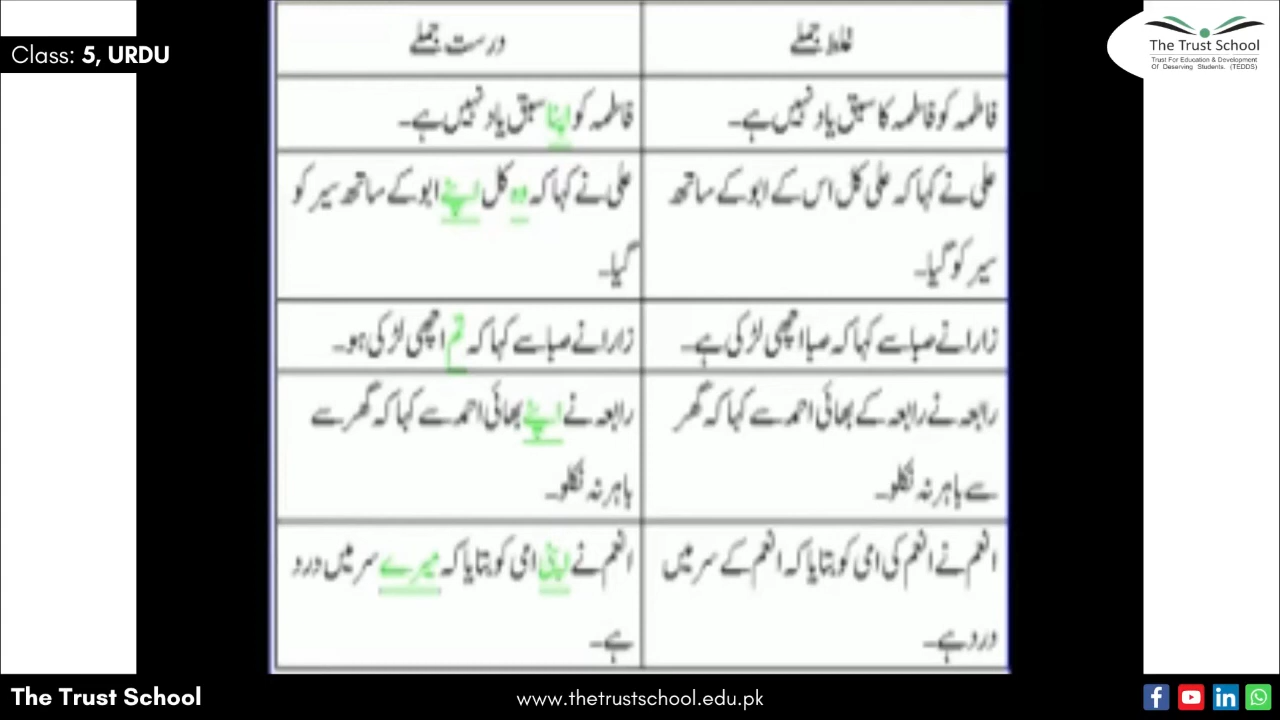 Class: 5, URDU
The Trust School
Trust For Education & Development
Of Deserving Students. (TEDDS)
غلط جملے
درست جملے
فاطمہ کو فاطمہ کا سبق یاد نہیں ہے۔
فاطمہ کو اپنا سبق یاد نہیں ہے۔
علی نے کہا کہ علی کل اس کے ابو کے ساتھ
سیر کو گیا۔
علی نے کہا کہ وہ کل اپنے ابو کے ساتھ سیر کو
گیا۔
زارا نے صبا سے کہا کہ صبا اچھی لڑکی ہے۔
زارا نے صبا سے کہا کہ تم اچھی لڑکی ہو۔
رابعہ نے رابعہ کے بھائی احمد سے کہا کہ گھر
سے باہر نہ نکلو۔
رابعہ نے اپنے بھائی احمد سے کہا کہ گھر سے
باہر نہ نکلو۔
انعم نے انعم کی امی کو بتایا کہ انعم کے سر میں
درد ہے۔
انعم نے اپنی امی کو بتایا کہ میرے سر میں درد
ہے۔
The Trust School
www.thetrustschool.edu.pk